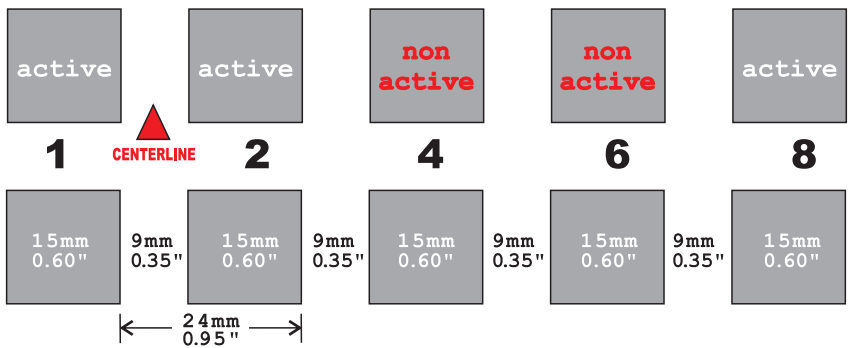 active active non active non active active
CENTERLINE
1 2 4 6 8
15mm 9mm 15mm 9mm 15mm 9mm 15mm 9mm 15mm
0.60" 0.35" 0.60" 0.35" 0.60" 0.35" 0.60" 0.35" 0.60"
24mm
0.95"